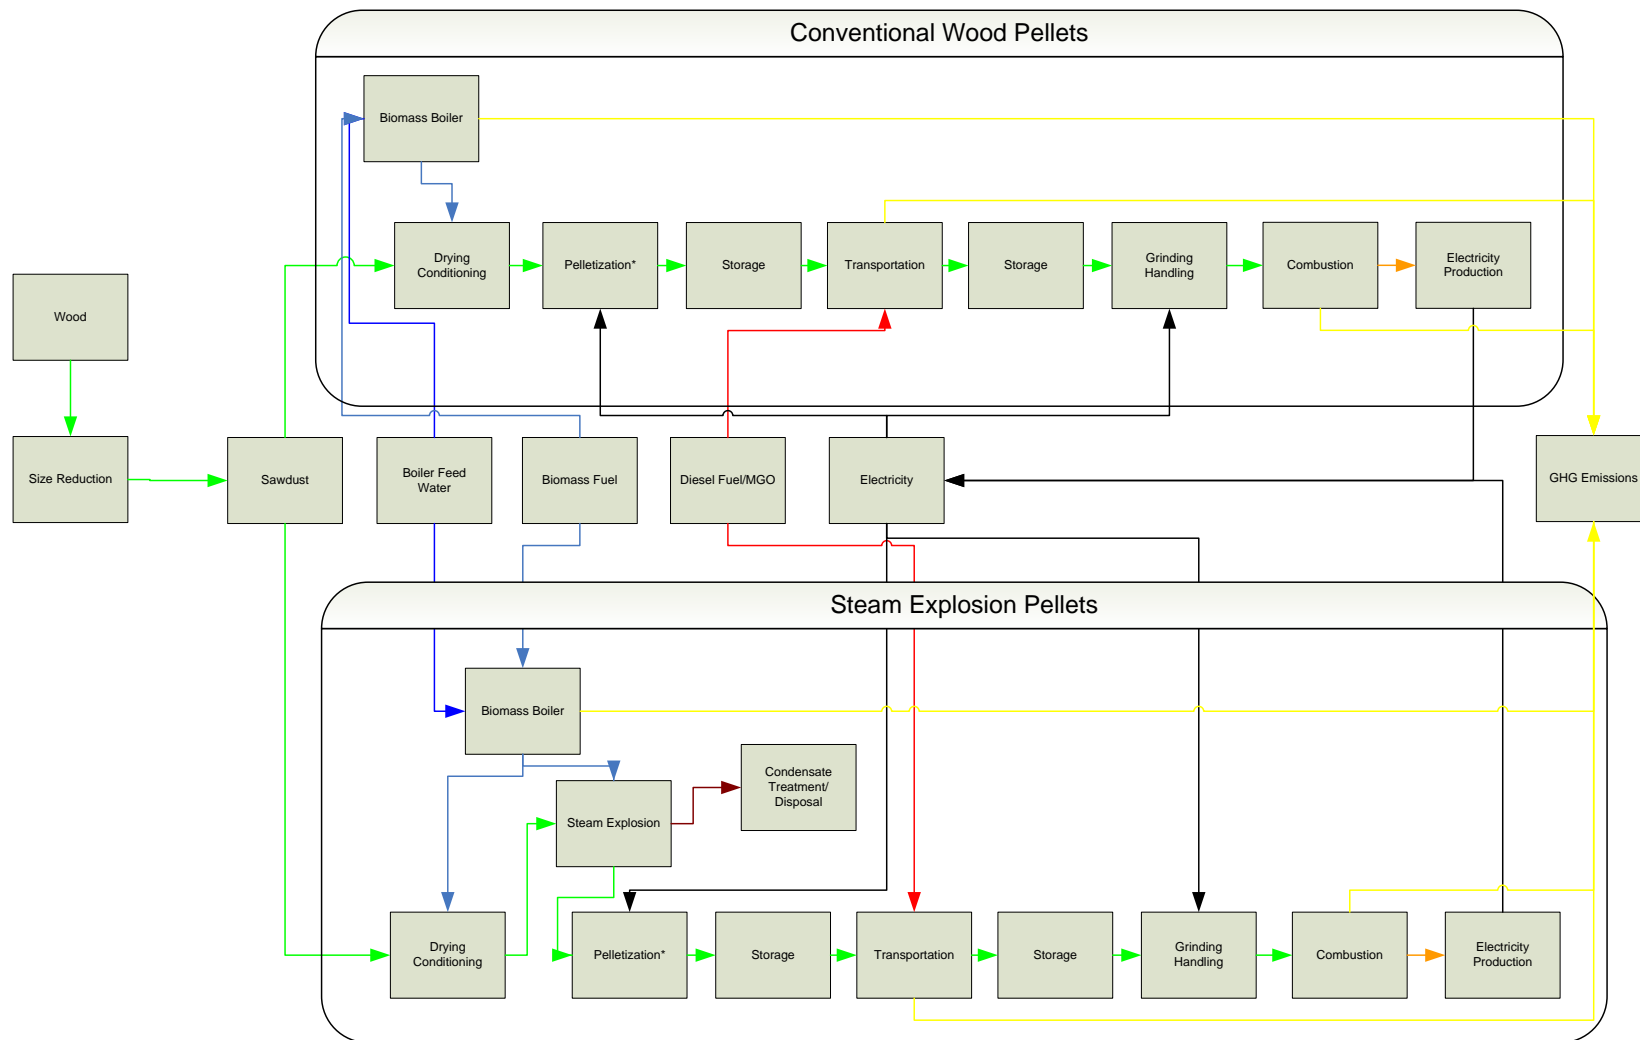 Conventional Wood Pellets
Biomass Boiler
Drying
Conditioning
Pelletization*
Storage
Transportation
Storage
Grinding
Handling
Combustion
Electricity
Production
Wood
Size Reduction
Sawdust
Boiler Feed
Water
Biomass Fuel
Diesel Fuel/MGO
Electricity
GHG Emissions
Steam Explosion Pellets
Biomass Boiler
Condensate
Treatment/
Disposal
Steam Explosion
Drying
Conditioning
Pelletization*
Storage
Transportation
Storage
Grinding
Handling
Combustion
Electricity
Production